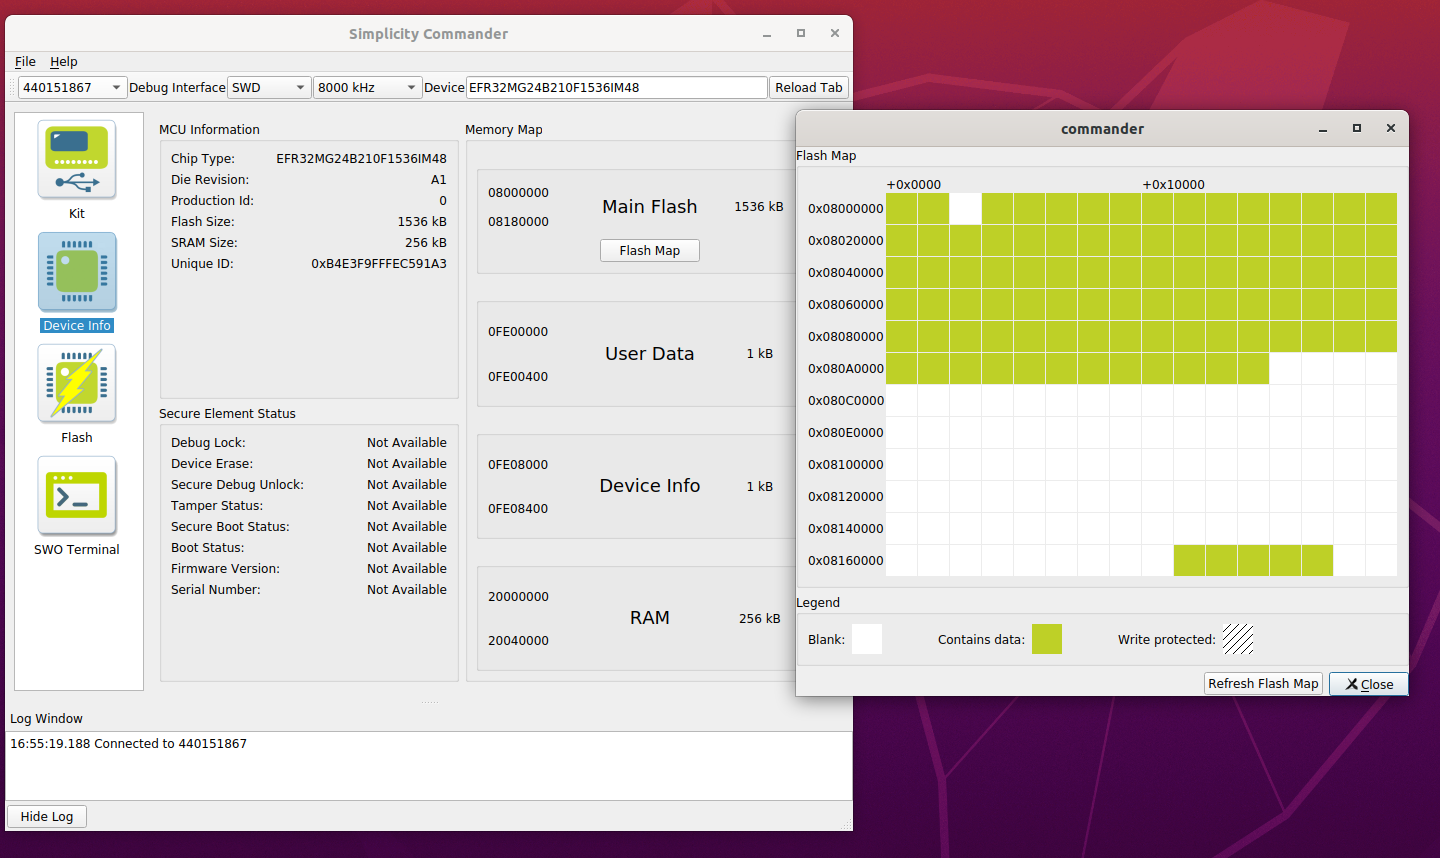 Simplicity Commander
File Help
440151867 Debug Interface SWD 8000 kHz Device EFR32MG24B210F1536IM48 Reload Tab
Kit
Device Info
Flash
SWO Terminal
MCU Information
Chip Type: EFR32MG24B210F1536IM48
Die Revision: A1
Production Id: 0
Flash Size: 1536 kB
SRAM Size: 256 kB
Unique ID: 0xB4E3F9FFFEC591A3
Secure Element Status
Debug Lock: Not Available
Device Erase: Not Available
Secure Debug Unlock: Not Available
Tamper Status: Not Available
Secure Boot Status: Not Available
Boot Status: Not Available
Firmware Version: Not Available
Serial Number: Not Available
Memory Map
08000000
Main Flash 1536 kB
08180000
Flash Map
0FE00000
User Data 1 kB
0FE00400
0FE08000
Device Info 1 kB
0FE08400
20000000
RAM 256 kB
20040000
Log Window
16:55:19.188 Connected to 440151867
Hide Log
commander
Flash Map
+0x0000 +0x10000
0x08000000
0x08020000
0x08040000
0x08060000
0x08080000
0x080A0000
0x080C0000
0x080E0000
0x08100000
0x08120000
0x08140000
0x08160000
Legend
Blank: Contains data: Write protected:
Refresh Flash Map Close